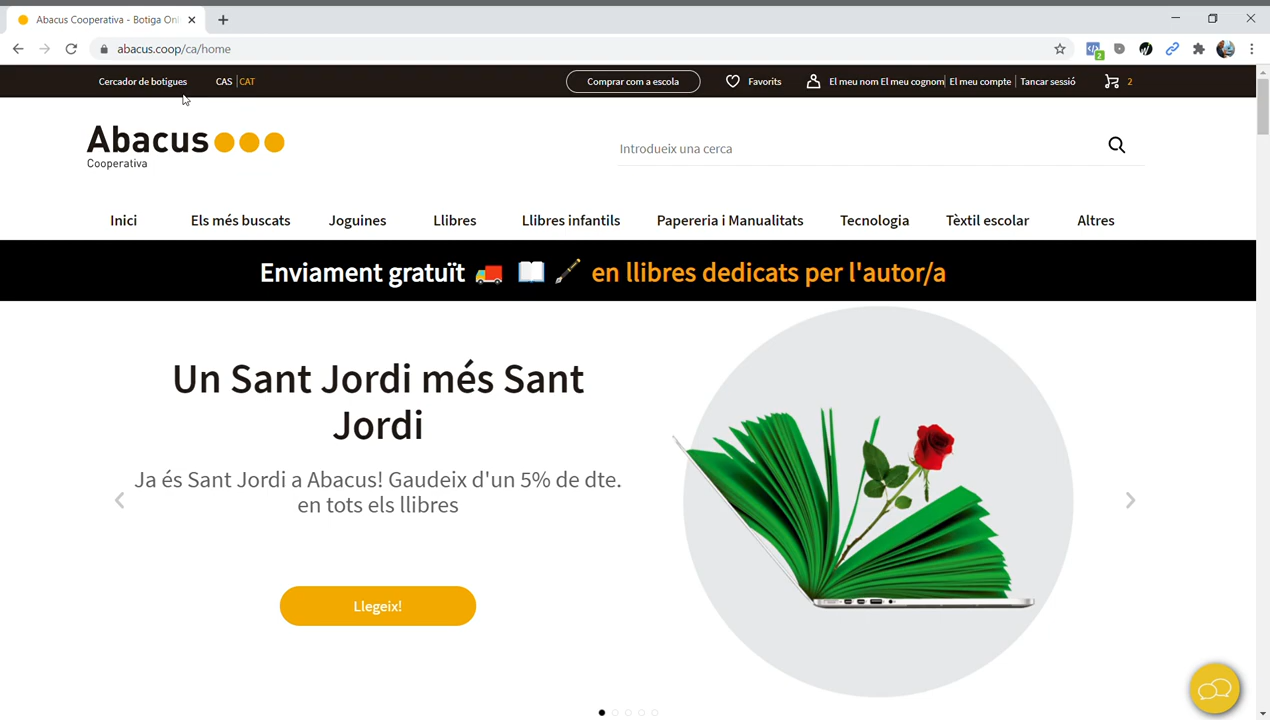 Abacus Cooperativa - Botiga Onl
abacus.coop/ca/home
2
Cercador de botigues CAS CAT Comprar com a escola Favorits El meu nom El meu cognom El meu compte Tancar sessió 2
Abacus
Cooperativa
Introdueix una cerca
Inici Els més buscats Joguines Llibres Llibres infantils Papereria i Manualitats Tecnologia Tèxtil escolar Altres
Enviament gratuït 🚚 📖 🖋️ en llibres dedicats per l'autor/a
Un Sant Jordi més Sant
Jordi
Ja és Sant Jordi a Abacus! Gaudeix d'un 5% de dte.
en tots els llibres
Llegeix!